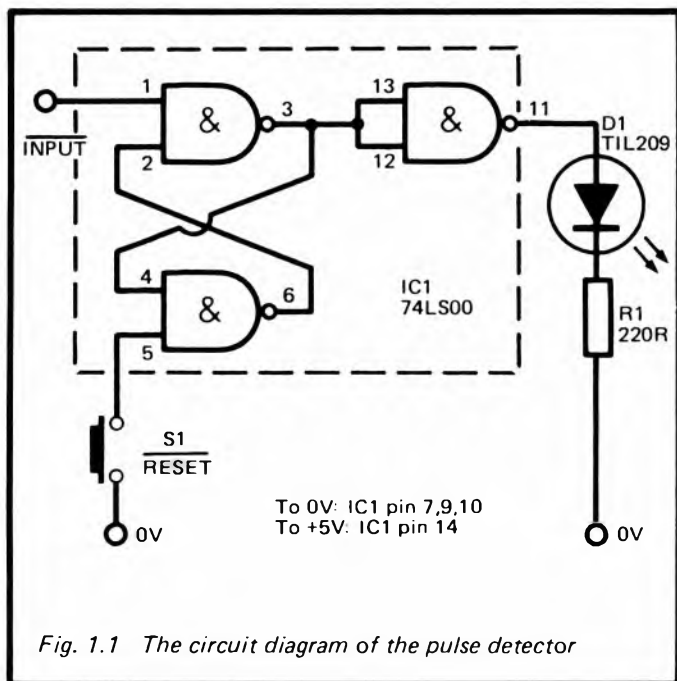 1
&
3
13
11
D1
TIL209
INPUT
2
12
&
4
6
IC1
74LS00
&
5
R1
220R
S1
RESET
To 0V: IC1 pin 7,9,10
To +5V: IC1 pin 14
0V
0V
Fig. 1.1 The circuit diagram of the pulse detector